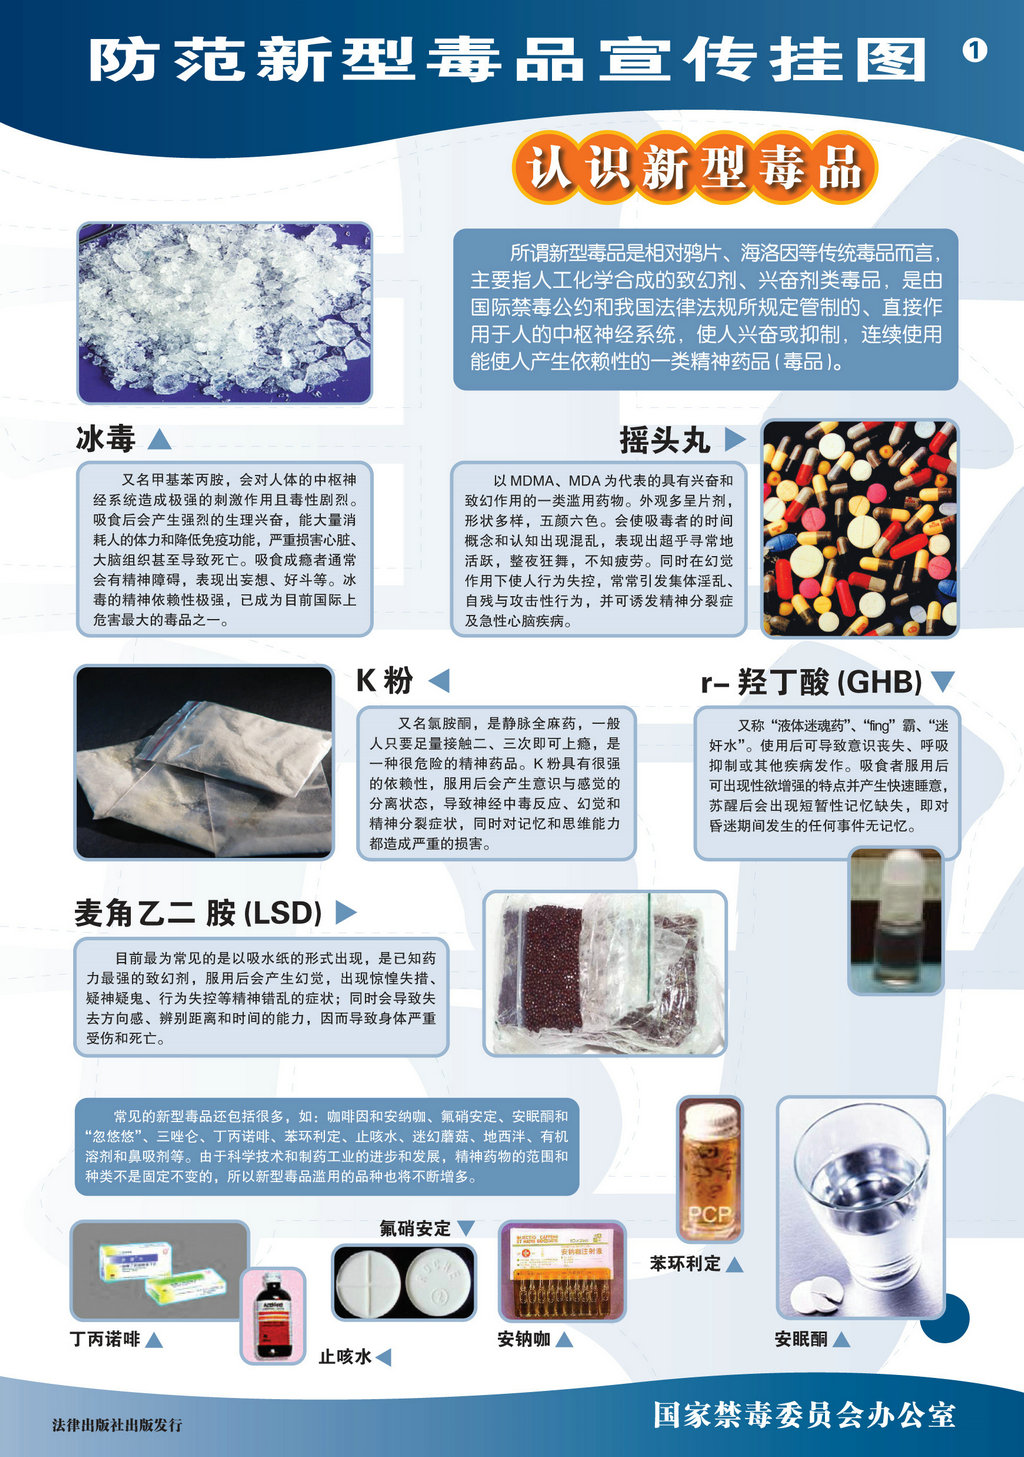 防范新型毒品宣传挂图
1
认识新型毒品
所谓新型毒品是相对鸦片、海洛因等传统毒品而言，
主要指人工化学合成的致幻剂、兴奋剂类毒品，是由
国际禁毒公约和我国法律法规所规定管制的、直接作
用于人的中枢神经系统，使人兴奋或抑制，连续使用
能使人产生依赖性的一类精神药品(毒品)。
冰毒
又名甲基苯丙胺，会对人体的中枢神
经系统造成极强的刺激作用且毒性剧烈。
吸食后会产生强烈的生理兴奋，能大量消
耗人的体力和降低免疫功能，严重损害心脏、
大脑组织甚至导致死亡。吸食成瘾者通常
会有精神障碍，表现出妄想、好斗等。冰
毒的精神依赖性极强，已成为目前国际上
危害最大的毒品之一。
摇头丸
以 MDMA、MDA 为代表的具有兴奋和
致幻作用的一类滥用药物。外观多呈片剂，
形状多样，五颜六色。会使吸毒者的时间
概念和认知出现混乱，表现出超乎寻常地
活跃，整夜狂舞，不知疲劳。同时在幻觉
作用下使人行为失控，常常引发集体淫乱、
自残与攻击性行为，并可诱发精神分裂症
及急性心脑疾病。
K 粉
又名氯胺酮，是静脉全麻药，一般
人只要足量接触二、三次即可上瘾，是
一种很危险的精神药品。K 粉具有很强
的依赖性，服用后会产生意识与感觉的
分离状态，导致神经中毒反应、幻觉和
精神分裂症状，同时对记忆和思维能力
都造成严重的损害。
r– 羟丁酸 (GHB)
又称“液体迷魂药”、“fing”霸、“迷
奸水”。使用后可导致意识丧失、呼吸
抑制或其他疾病发作。吸食者服用后
可出现性欲增强的特点并产生快速睡意，
苏醒后会出现短暂性记忆缺失，即对
昏迷期间发生的任何事件无记忆。
麦角乙二 胺 (LSD)
目前最为常见的是以吸水纸的形式出现，是已知药
力最强的致幻剂，服用后会产生幻觉，出现惊惶失措、
疑神疑鬼、行为失控等精神错乱的症状；同时会导致失
去方向感、辨别距离和时间的能力，因而导致身体严重
受伤和死亡。
常见的新型毒品还包括很多，如：咖啡因和安纳咖、氟硝安定、安眠酮和
“忽悠悠”、三唑仑、丁丙诺啡、苯环利定、止咳水、迷幻蘑菇、地西泮、有机
溶剂和鼻吸剂等。由于科学技术和制药工业的进步和发展，精神药物的范围和
种类不是固定不变的，所以新型毒品滥用的品种也将不断增多。
PCP
苯环利定
氟硝安定
安钠咖注射液
丁丙诺啡
止咳水
安钠咖
安眠酮
法律出版社出版发行
国家禁毒委员会办公室